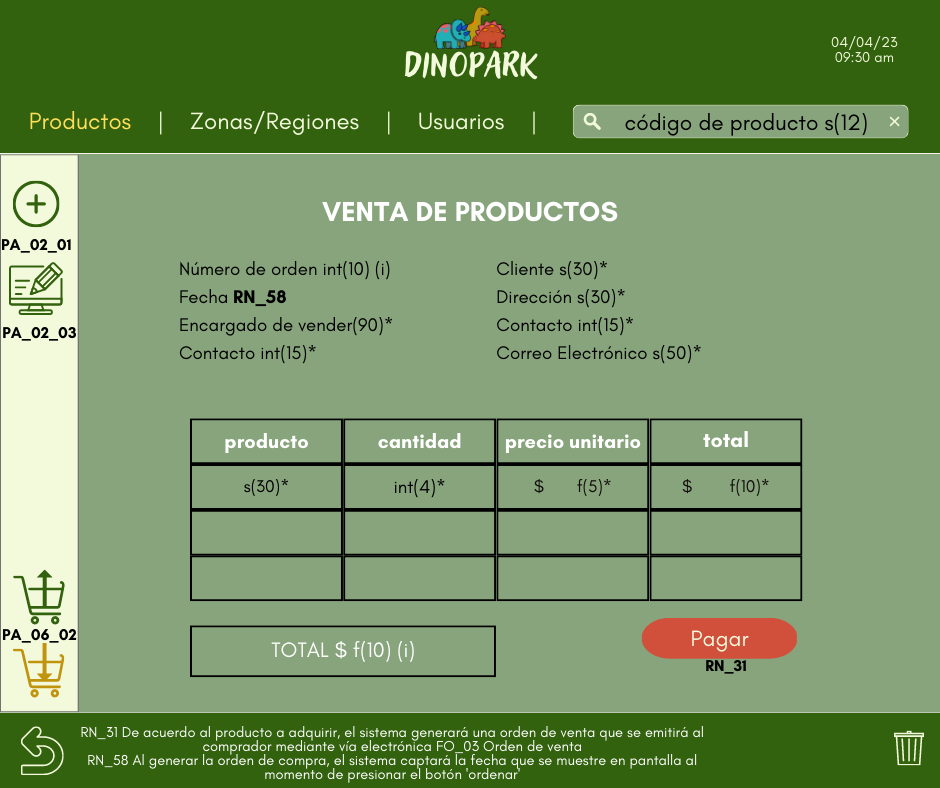 DINOPARK
04/04/23
09:30 am
Productos | Zonas/Regiones | Usuarios |
código de producto s(12) ×
PA_02_01
PA_02_03
PA_06_02
VENTA DE PRODUCTOS
Número de orden int(10) (i)
Fecha RN_58
Encargado de vender(90)*
Contacto int(15)*
Cliente s(30)*
Dirección s(30)*
Contacto int(15)*
Correo Electrónico s(50)*
producto cantidad precio unitario total
s(30)* int(4)* $ f(5)* $ f(10)*
TOTAL $ f(10) (i)
Pagar
RN_31
RN_31 De acuerdo al producto a adquirir, el sistema generará una orden de venta que se emitirá al
comprador mediante vía electrónica FO_03 Orden de venta
RN_58 Al generar la orden de compra, el sistema captará la fecha que se muestre en pantalla al
momento de presionar el botón 'ordenar'